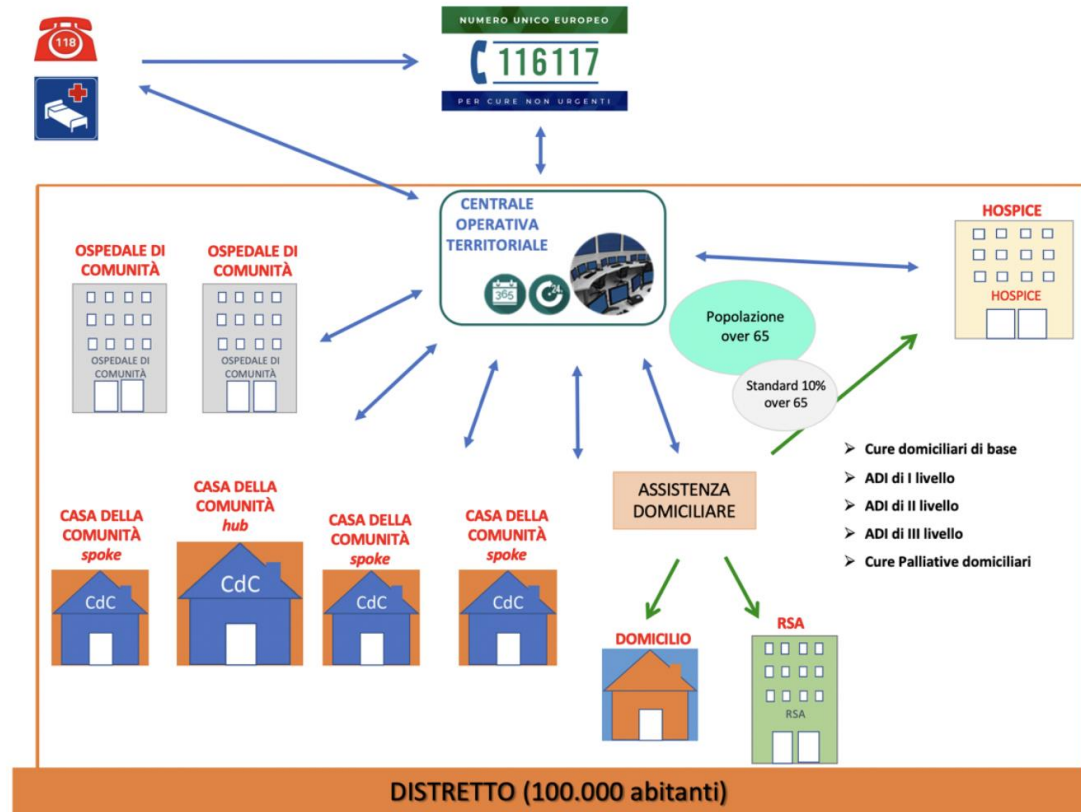 118
NUMERO UNICO EUROPEO
116117
PER CURE NON URGENTI
CENTRALE
OPERATIVA
TERRITORIALE
365
24
OSPEDALE DI
COMUNITÀ
OSPEDALE DI
COMUNITÀ
OSPEDALE DI
COMUNITÀ
OSPEDALE DI
COMUNITÀ
HOSPICE
HOSPICE
Popolazione
over 65
Standard 10%
over 65
CASA DELLA
COMUNITÀ
spoke
CdC
CASA DELLA
COMUNITÀ
hub
CdC
CASA DELLA
COMUNITÀ
spoke
CdC
CASA DELLA
COMUNITÀ
spoke
CdC
ASSISTENZA
DOMICILIARE
➢ Cure domiciliari di base
➢ ADI di I livello
➢ ADI di II livello
➢ ADI di III livello
➢ Cure Palliative domiciliari
DOMICILIO
RSA
RSA
DISTRETTO (100.000 abitanti)